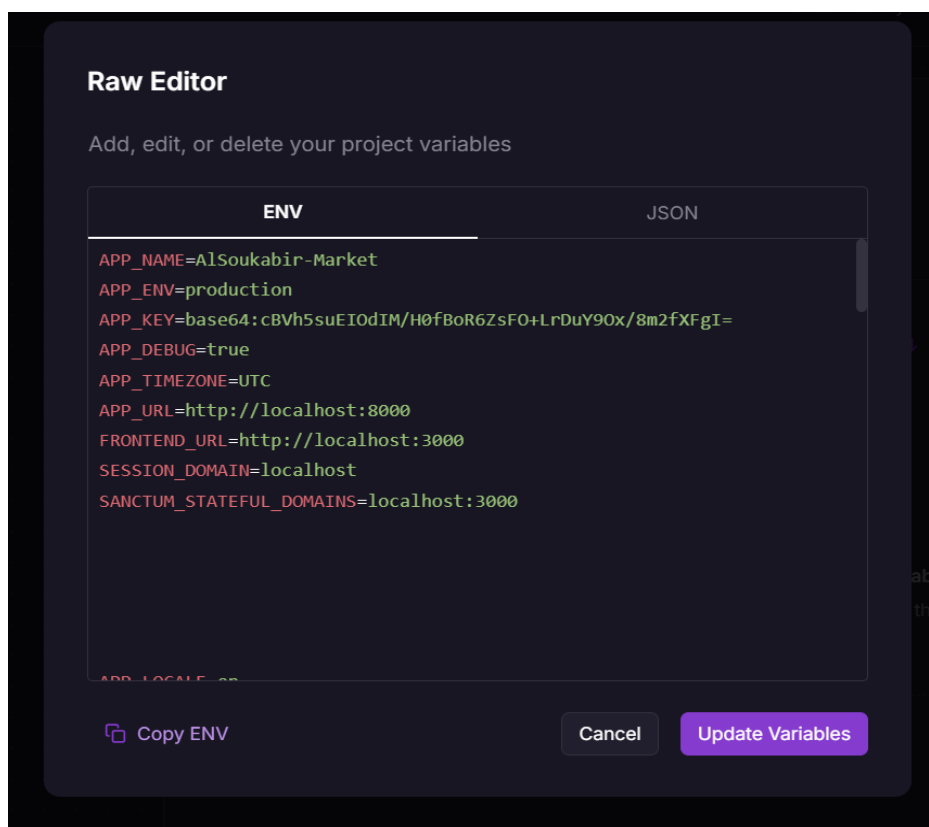 Raw Editor
Add, edit, or delete your project variables
ENV
JSON
APP_NAME=AlSoukabir-Market
APP_ENV=production
APP_KEY=base64:cBVh5suEIOdIM/H0fBoR6ZsFO+LrDuY9Ox/8m2fXFgI=
APP_DEBUG=true
APP_TIMEZONE=UTC
APP_URL=http://localhost:8000
FRONTEND_URL=http://localhost:3000
SESSION_DOMAIN=localhost
SANCTUM_STATEFUL_DOMAINS=localhost:3000
APP_LOCALE=en
Copy ENV
Cancel
Update Variables